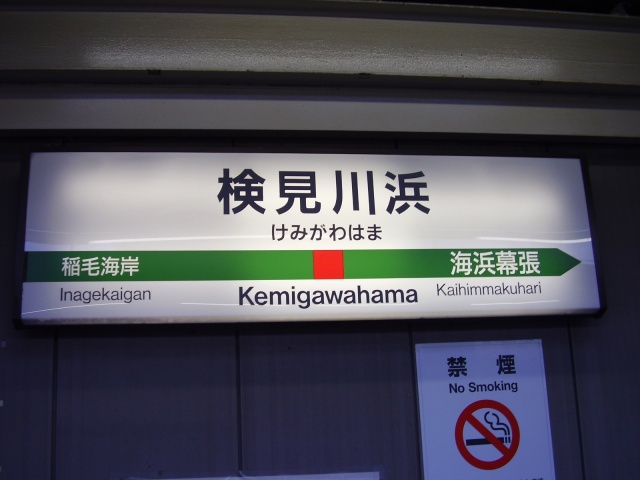 検見川浜
けみがわはま
稲毛海岸 海浜幕張
Inagekaigan Kemigawahama Kaihimmakuhari
禁煙
No Smoking